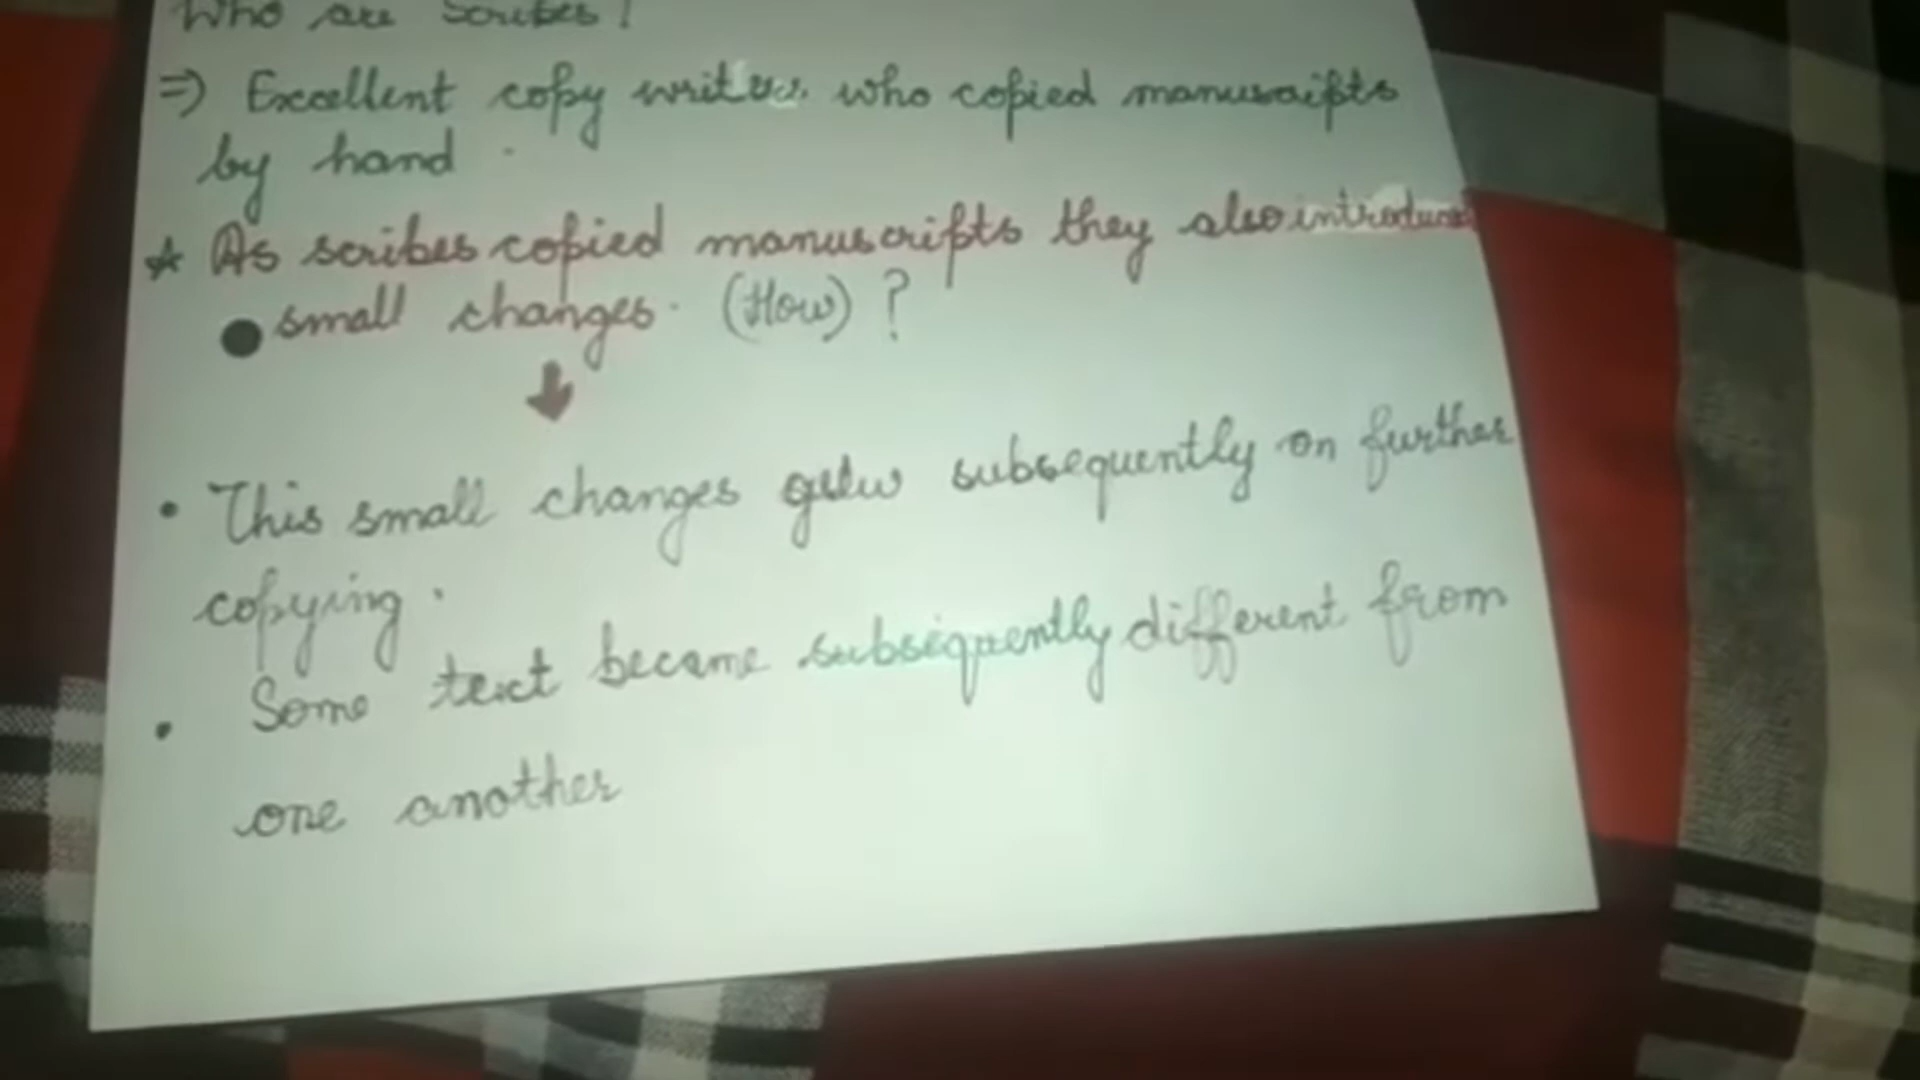 Who are Scribes?
⇒ Excellent copy writers who copied manuscripts
by hand.
☆ As scribes copied manuscripts they also introduced
small changes. (How)?
↓
• This small changes grew subsequently on further
copying.
• Some text became subsequently different from
one another